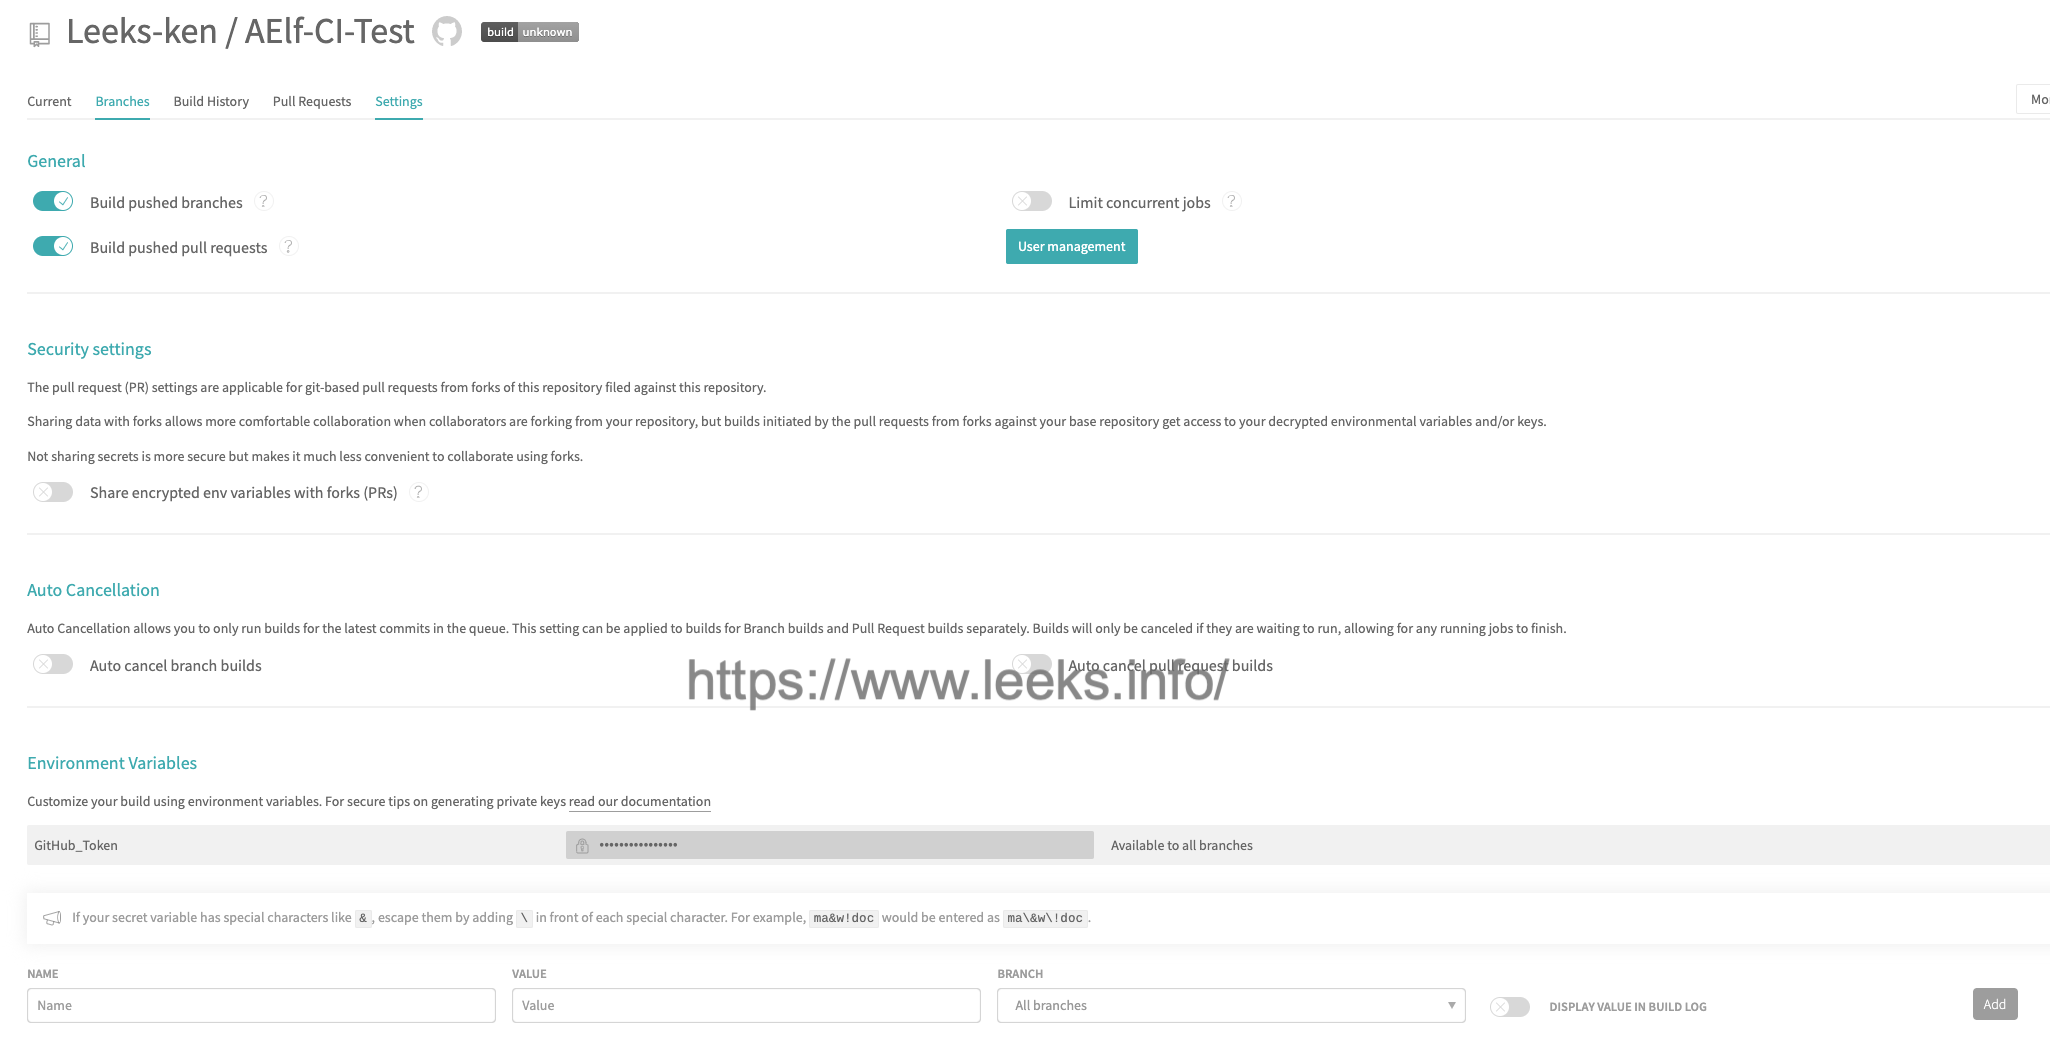 Leeks-ken / AElf-CI-Test build unknown
Current Branches Build History Pull Requests Settings
General
Build pushed branches ? Limit concurrent jobs ?
Build pushed pull requests ? User management
Security settings
The pull request (PR) settings are applicable for git-based pull requests from forks of this repository filed against this repository.
Sharing data with forks allows more comfortable collaboration when collaborators are forking from your repository, but builds initiated by the pull requests from forks against your base repository get access to your decrypted environmental variables and/or keys.
Not sharing secrets is more secure but makes it much less convenient to collaborate using forks.
Share encrypted env variables with forks (PRs) ?
Auto Cancellation
Auto Cancellation allows you to only run builds for the latest commits in the queue. This setting can be applied to builds for Branch builds and Pull Request builds separately. Builds will only be canceled if they are waiting to run, allowing for any running jobs to finish.
Auto cancel branch builds Auto cancel pull request builds
https://www.leeks.info/
Environment Variables
Customize your build using environment variables. For secure tips on generating private keys read our documentation
GitHub_Token •••••••••••••••• Available to all branches
If your secret variable has special characters like &, escape them by adding \ in front of each special character. For example, ma&w!doc would be entered as ma\&w\!doc.
NAME VALUE BRANCH
Name Value All branches DISPLAY VALUE IN BUILD LOG Add